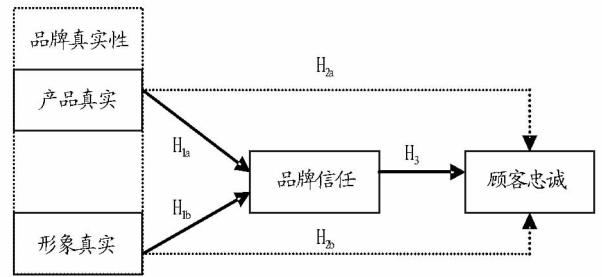 品牌真实性
H2a
产品真实
H1a
品牌信任
H3
顾客忠诚
H1b
形象真实
H2b